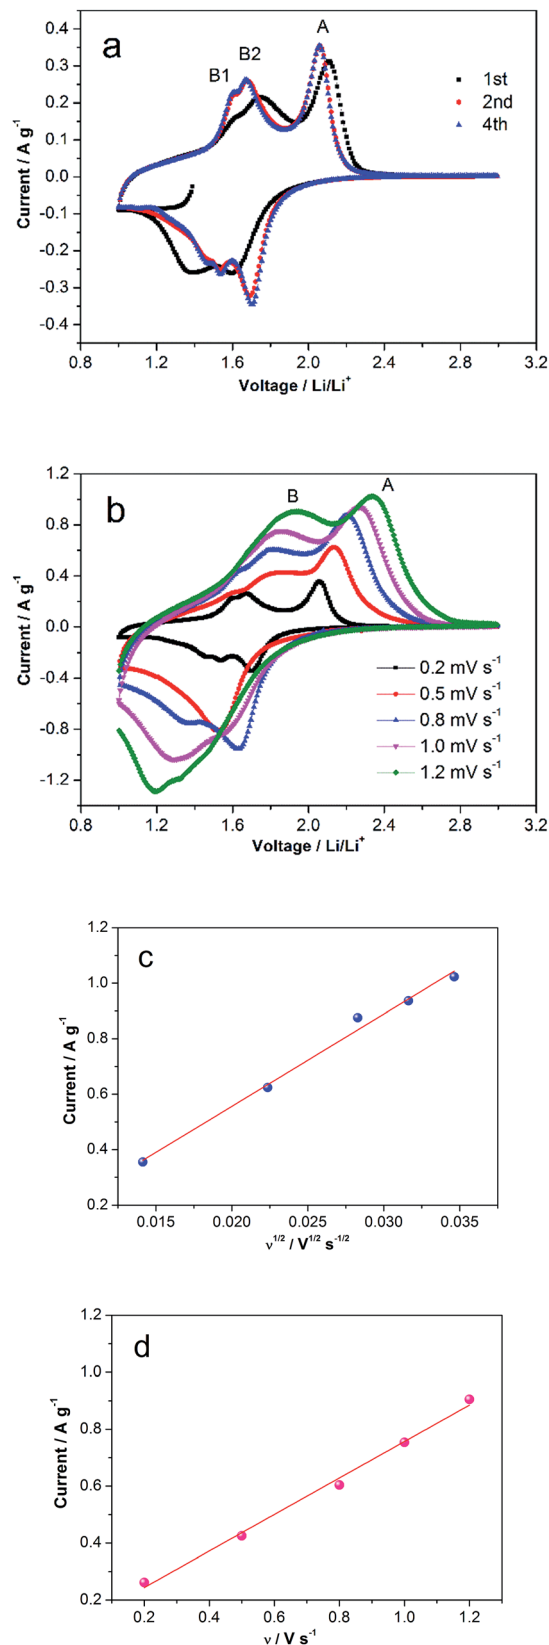 a
B1
B2
A
1st
2nd
4th
0.4
0.3
0.2
0.1
0.0
-0.1
-0.2
-0.3
-0.4
Current / A g⁻¹
0.8 1.2 1.6 2.0 2.4 2.8 3.2
Voltage / Li/Li⁺
b
B
A
1.2
0.8
0.4
0.0
-0.4
-0.8
-1.2
Current / A g⁻¹
0.2 mV s⁻¹
0.5 mV s⁻¹
0.8 mV s⁻¹
1.0 mV s⁻¹
1.2 mV s⁻¹
0.8 1.2 1.6 2.0 2.4 2.8 3.2
Voltage / Li/Li⁺
c
1.2
1.0
0.8
0.6
0.4
0.2
Current / A g⁻¹
0.015 0.020 0.025 0.030 0.035
ν¹ᐟ² / V¹ᐟ² s⁻¹ᐟ²
d
1.2
1.0
0.8
0.6
0.4
0.2
Current / A g⁻¹
0.2 0.4 0.6 0.8 1.0 1.2
ν / V s⁻¹